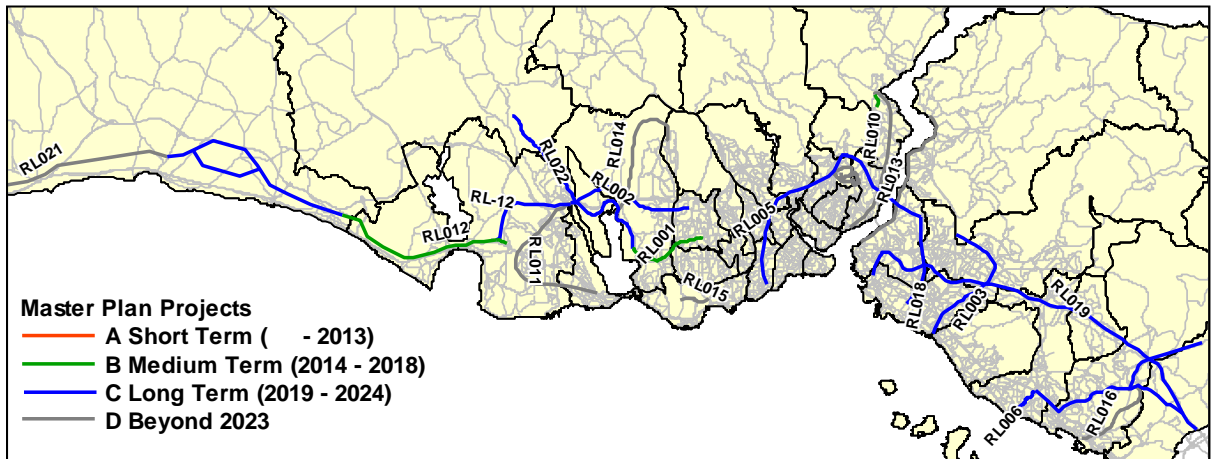 RL021
RL012
RL-12
RL022
RL011
RL002
RL014
RL001
RL015
RL005
RL010
RL013
RL018
RL003
RL019
RL006
RL016
Master Plan Projects
A Short Term (     - 2013)
B Medium Term (2014 - 2018)
C Long Term (2019 - 2024)
D Beyond 2023